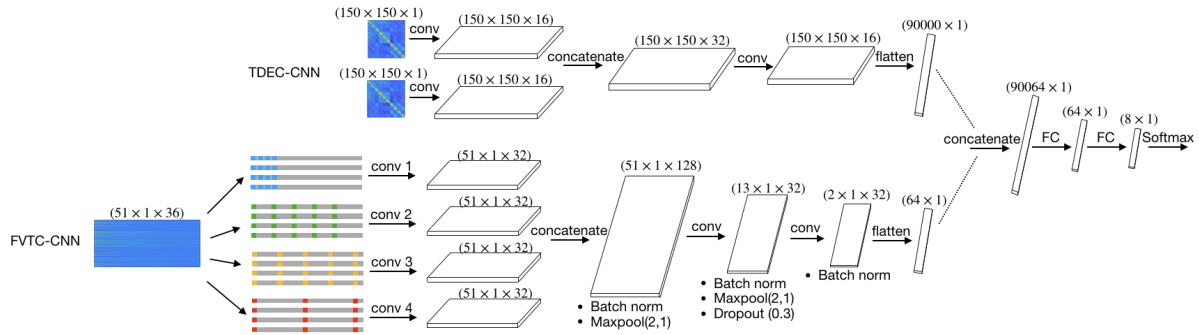 (150 × 150 × 1)
conv
(150 × 150 × 16)
TDEC-CNN
(150 × 150 × 1)
conv
(150 × 150 × 16)
concatenate
(150 × 150 × 32)
conv
(150 × 150 × 16)
flatten
(90000 × 1)
FVTC-CNN
(51 × 1 × 36)
conv 1
(51 × 1 × 32)
conv 2
(51 × 1 × 32)
conv 3
(51 × 1 × 32)
conv 4
(51 × 1 × 32)
concatenate
(51 × 1 × 128)
• Batch norm
• Maxpool(2,1)
conv
(13 × 1 × 32)
• Batch norm
• Maxpool(2,1)
• Dropout (0.3)
conv
(2 × 1 × 32)
• Batch norm
flatten
(64 × 1)
concatenate
(90064 × 1)
FC
(64 × 1)
FC
(8 × 1)
Softmax